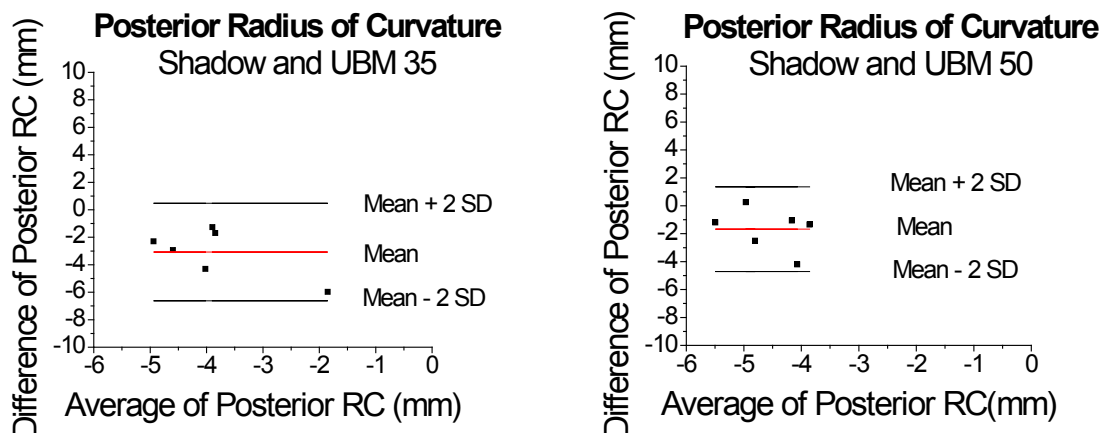 Posterior Radius of Curvature
Shadow and UBM 35
Difference of Posterior RC (mm)
10
8
6
4
2
0
-2
-4
-6
-8
-10
Mean + 2 SD
Mean
Mean - 2 SD
-6 -5 -4 -3 -2 -1 0
Average of Posterior RC (mm)
Posterior Radius of Curvature
Shadow and UBM 50
Difference of Posterior RC (mm)
10
8
6
4
2
0
-2
-4
-6
-8
-10
Mean + 2 SD
Mean
Mean - 2 SD
-6 -5 -4 -3 -2 -1 0
Average of Posterior RC(mm)